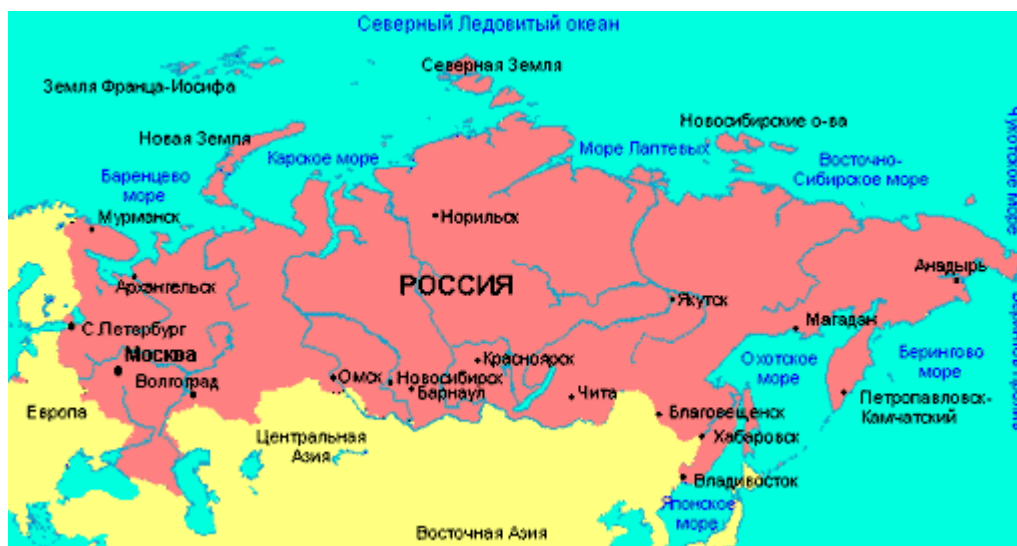 Северный Ледовитый океан
Северная Земля
Земля Франца-Иосифа
Новосибирские о-ва
Новая Земля
Карское море
Море Лаптевых
Восточно-
Сибирское море
Чукотское море
Баренцево
море
Мурманск
Норильск
Анадырь
Архангельск
РОССИЯ
Якутск
Магадан
С.Петербург
Москва
Красноярск
Охотское
море
Берингово
море
Волгоград
Омск
Новосибирск
Барнаул
Чита
Петропавловск-
Камчатский
Европа
Благовещенск
Центральная
Азия
Хабаровск
Владивосток
Японское
море
Восточная Азия